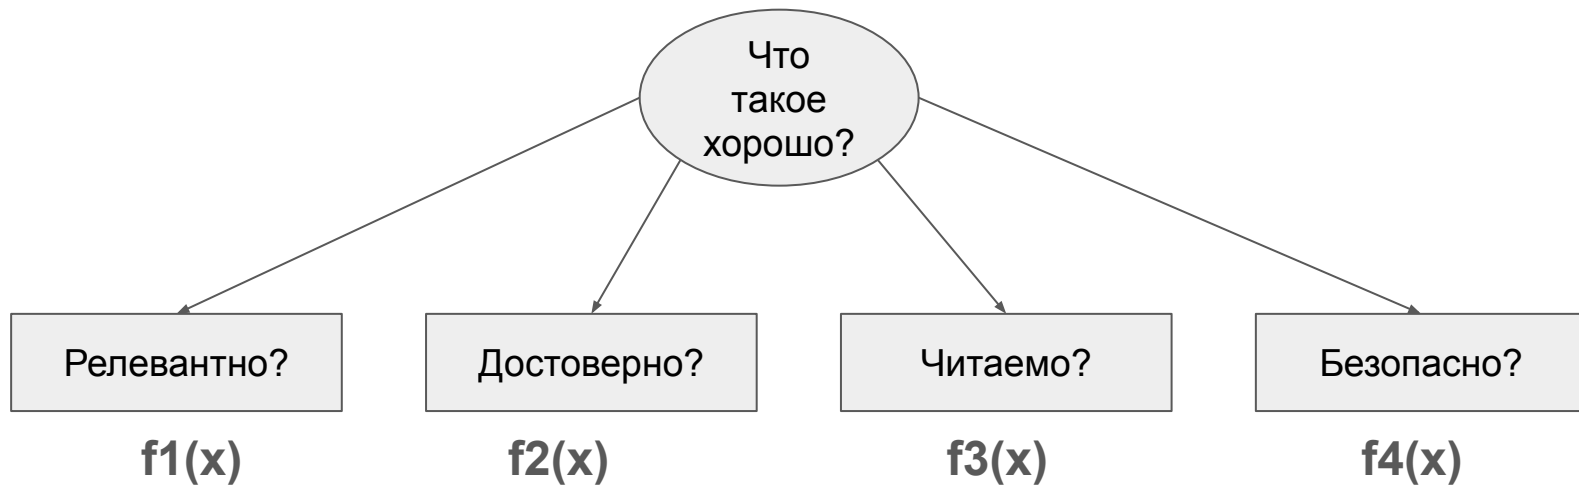 Что
такое
хорошо?
Релевантно?
Достоверно?
Читаемо?
Безопасно?
f1(x)
f2(x)
f3(x)
f4(x)